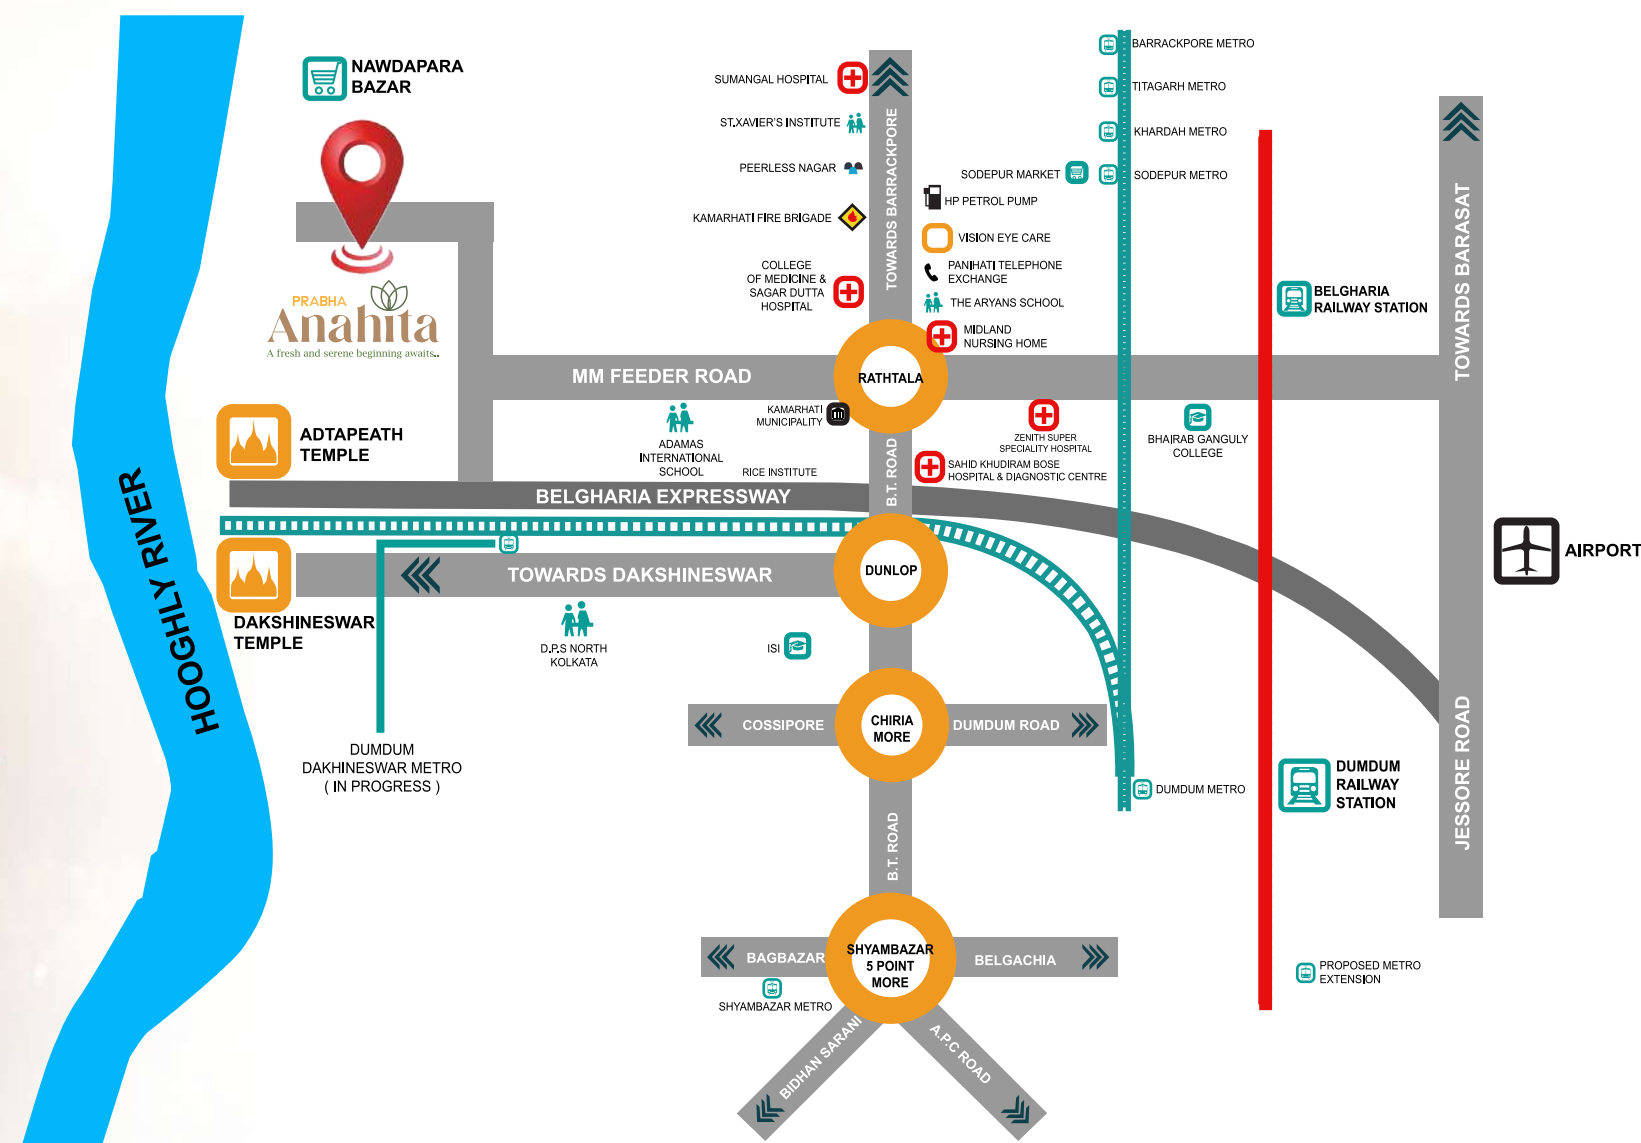 NAWDAPARA
BAZAR
PRABHA
Anahita
A fresh and serene beginning awaits..
ADTAPEATH
TEMPLE
DAKSHINESWAR
TEMPLE
HOOGHLY RIVER
DUMDUM
DAKHINESWAR METRO
( IN PROGRESS )
SUMANGAL HOSPITAL
ST.XAVIER'S INSTITUTE
PEERLESS NAGAR
KAMARHATI FIRE BRIGADE
COLLEGE
OF MEDICINE &
SAGAR DUTTA
HOSPITAL
TOWARDS BARRACKPORE
SODEPUR MARKET
HP PETROL PUMP
VISION EYE CARE
PANIHATI TELEPHONE
EXCHANGE
THE ARYANS SCHOOL
MIDLAND
NURSING HOME
BARRACKPORE METRO
TITAGARH METRO
KHARDAH METRO
SODEPUR METRO
BELGHARIA
RAILWAY STATION
TOWARDS BARASAT
MM FEEDER ROAD
RATHTALA
KAMARHATI
MUNICIPALITY
ADAMAS
INTERNATIONAL
SCHOOL
RICE INSTITUTE
B.T. ROAD
ZENITH SUPER
SPECIALITY HOSPITAL
SAHID KHUDIRAM BOSE
HOSPITAL & DIAGNOSTIC CENTRE
BHAIRAB GANGULY
COLLEGE
BELGHARIA EXPRESSWAY
TOWARDS DAKSHINESWAR
DUNLOP
AIRPORT
D.P.S NORTH
KOLKATA
ISI
COSSIPORE
CHIRIA
MORE
DUMDUM ROAD
DUMDUM METRO
DUMDUM
RAILWAY
STATION
JESSORE ROAD
B.T. ROAD
BAGBAZAR
SHYAMBAZAR
5 POINT
MORE
BELGACHIA
SHYAMBAZAR METRO
BIDHAN SARANI
A.P.C ROAD
PROPOSED METRO
EXTENSION